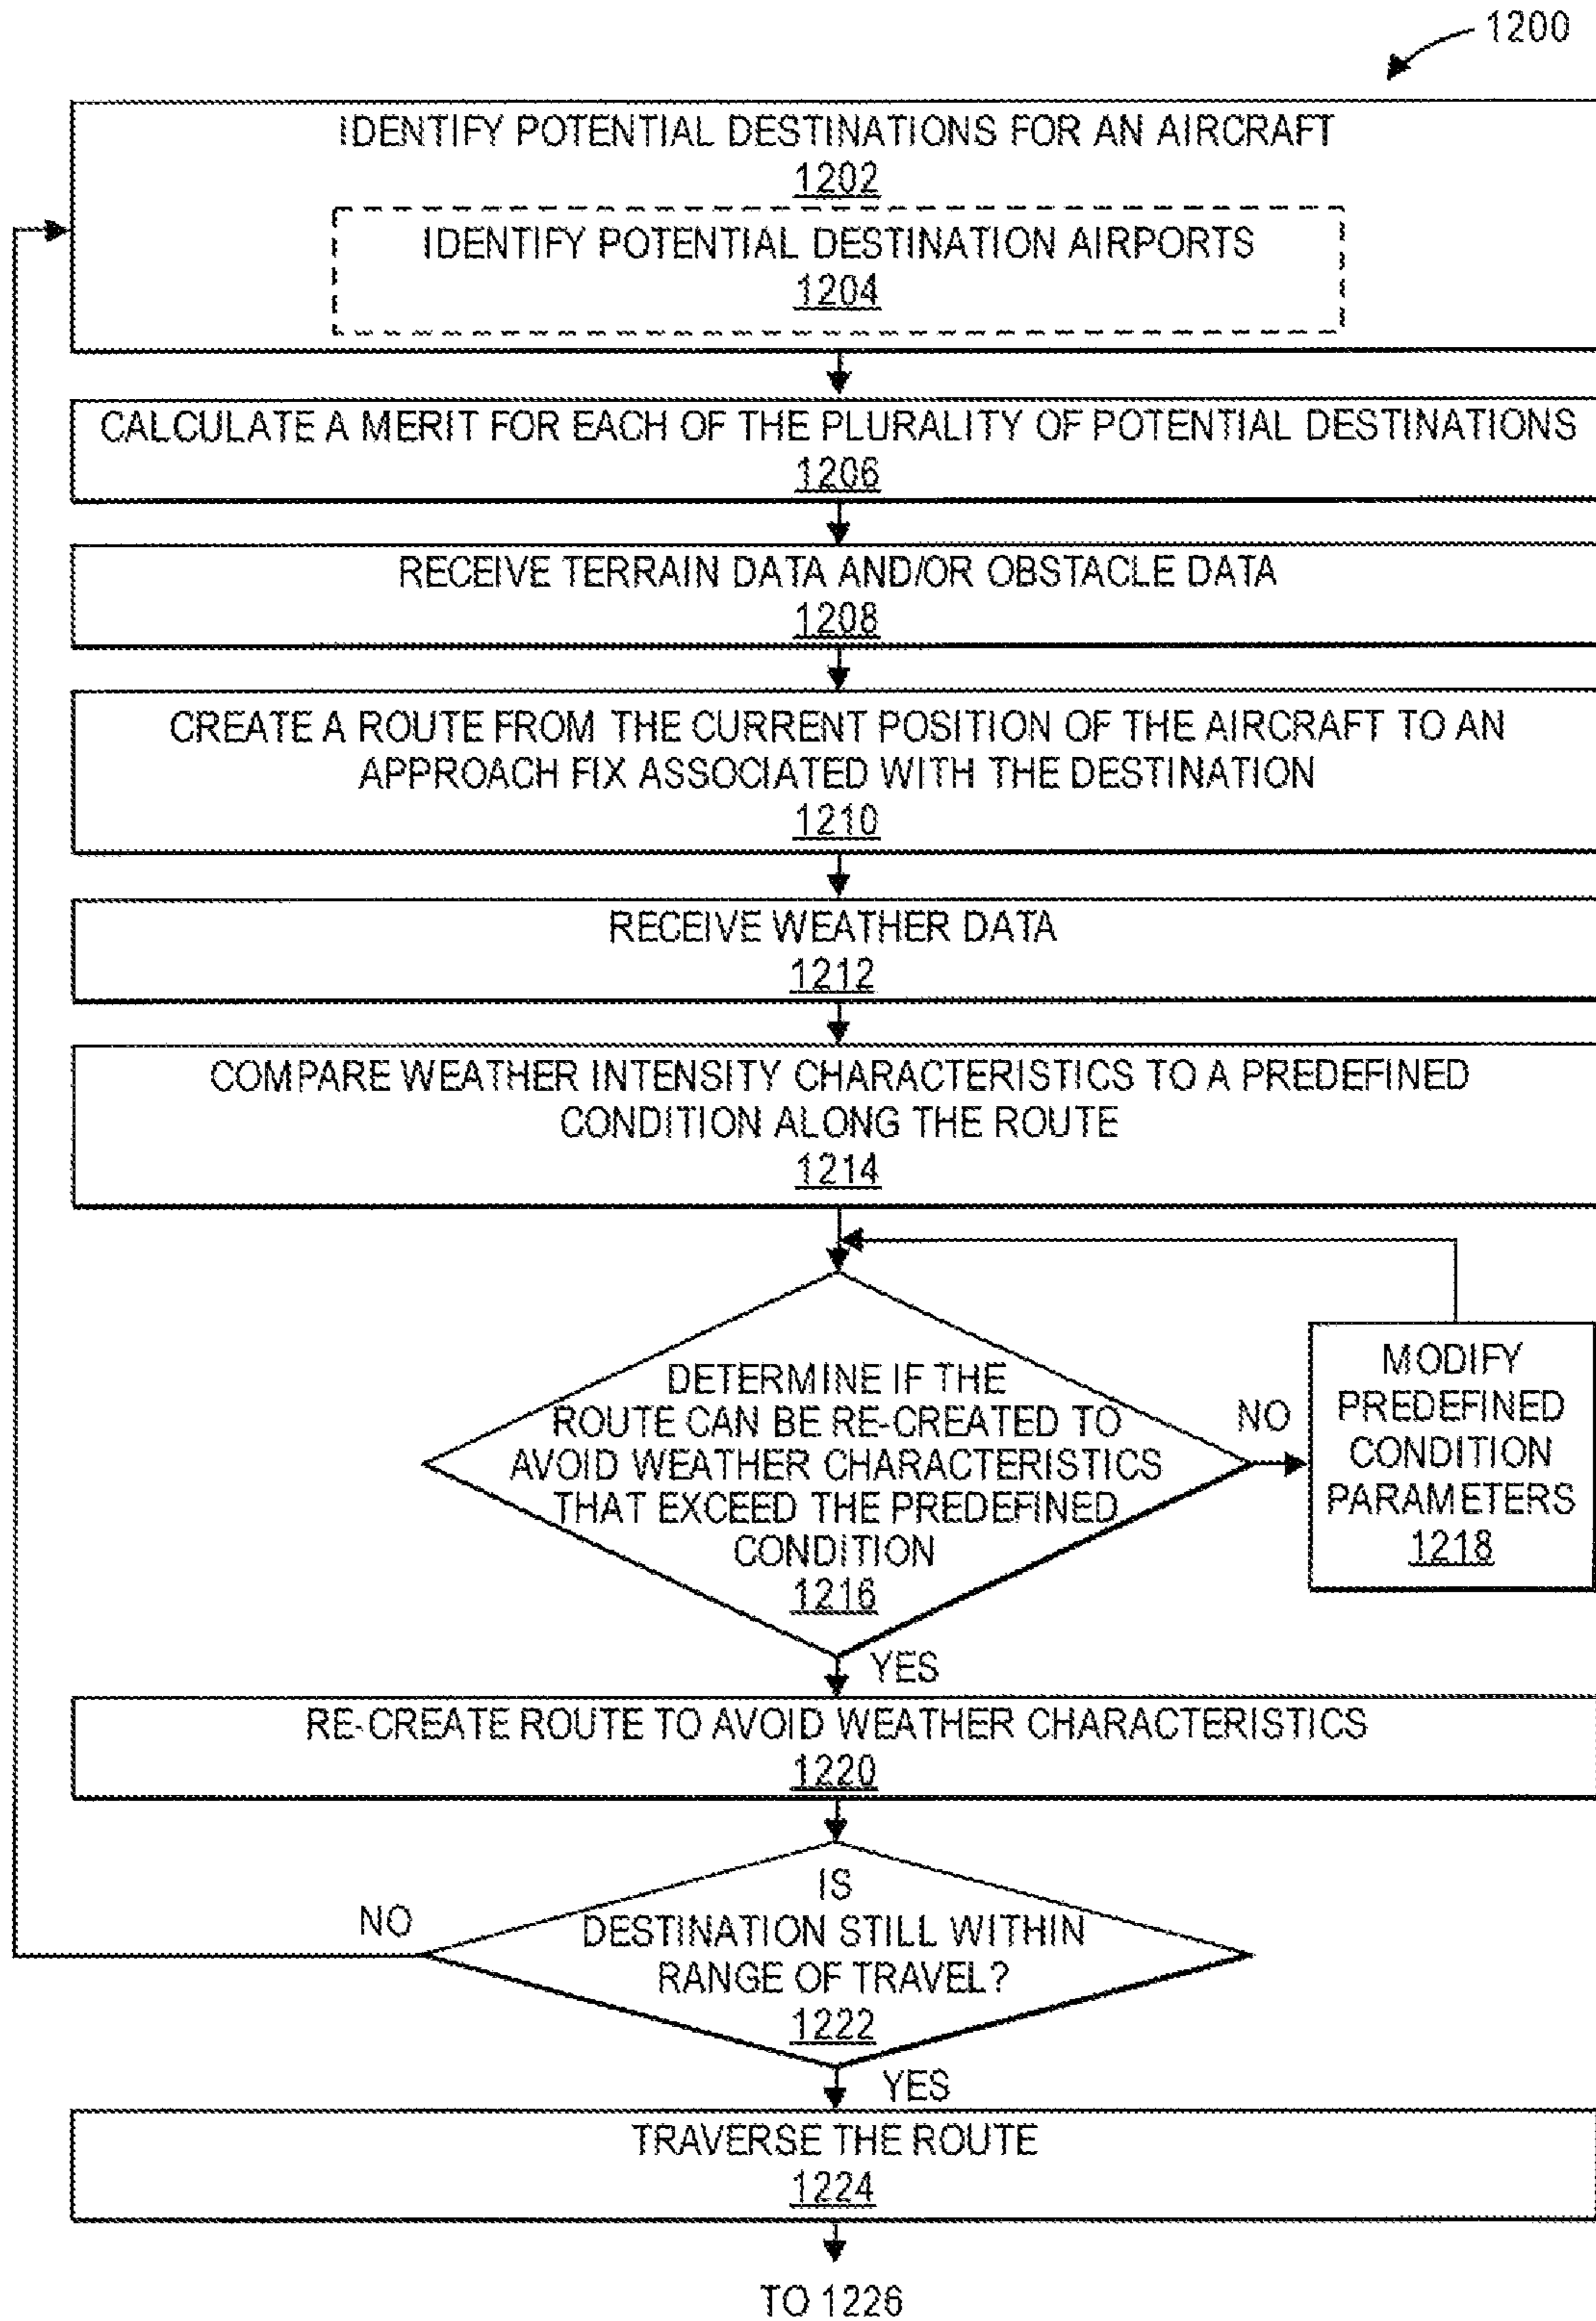 1200
IDENTIFY POTENTIAL DESTINATIONS FOR AN AIRCRAFT
1202
IDENTIFY POTENTIAL DESTINATION AIRPORTS
1204
CALCULATE A MERIT FOR EACH OF THE PLURALITY OF POTENTIAL DESTINATIONS
1206
RECEIVE TERRAIN DATA AND/OR OBSTACLE DATA
1208
CREATE A ROUTE FROM THE CURRENT POSITION OF THE AIRCRAFT TO AN
APPROACH FIX ASSOCIATED WITH THE DESTINATION
1210
RECEIVE WEATHER DATA
1212
COMPARE WEATHER INTENSITY CHARACTERISTICS TO A PREDEFINED
CONDITION ALONG THE ROUTE
1214
DETERMINE IF THE
ROUTE CAN BE RE-CREATED TO
AVOID WEATHER CHARACTERISTICS
THAT EXCEED THE PREDEFINED
CONDITION
1216
NO
MODIFY
PREDEFINED
CONDITION
PARAMETERS
1218
YES
RE-CREATE ROUTE TO AVOID WEATHER CHARACTERISTICS
1220
IS
DESTINATION STILL WITHIN
RANGE OF TRAVEL?
1222
NO
YES
TRAVERSE THE ROUTE
1224
TO 1226